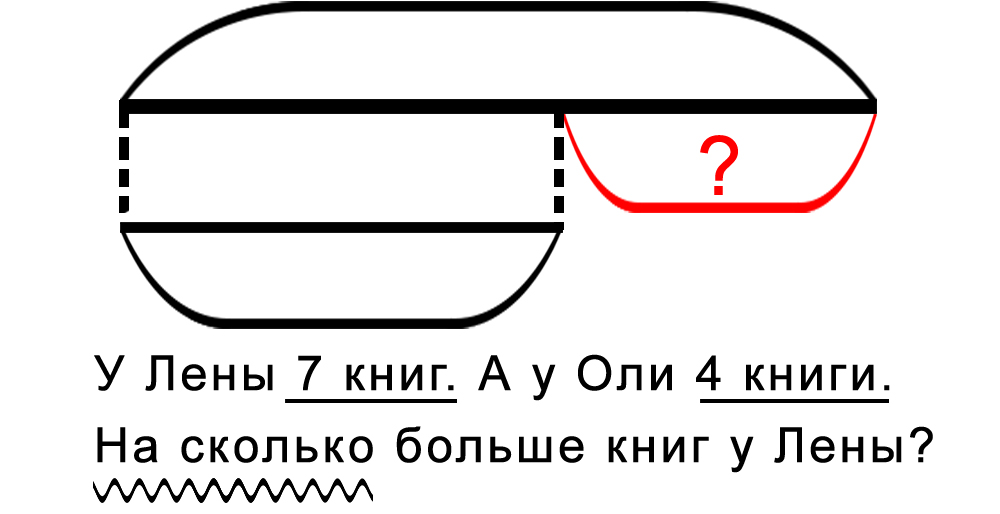 ?
У Лены 7 книг. А у Оли 4 книги.
На сколько больше книг у Лены?